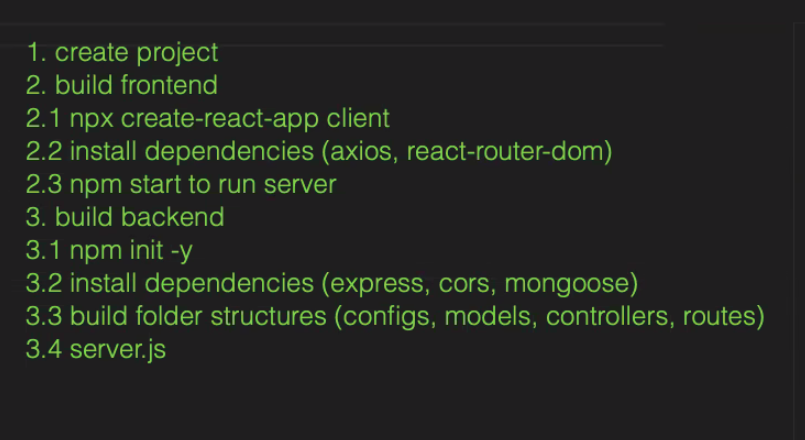 1. create project
2. build frontend
2.1 npx create-react-app client
2.2 install dependencies (axios, react-router-dom)
2.3 npm start to run server
3. build backend
3.1 npm init -y
3.2 install dependencies (express, cors, mongoose)
3.3 build folder structures (configs, models, controllers, routes)
3.4 server.js